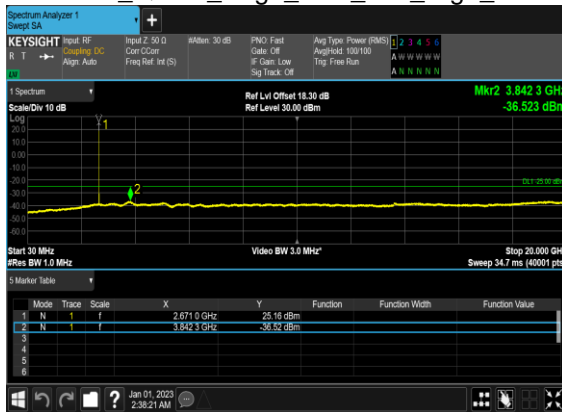 Spectrum Analyzer 1
Swept SA
+
KEYSIGHT Input: RF Input Z: 50 Ω #Atten: 30 dB PNO: Fast Avg Type: Power (RMS) 1 2 3 4 5 6
R T Coupling: DC Corr CCorr Gate: Off Avg|Hold: 100/100 A W W W W W
Align: Auto Freq Ref: Int (S) IF Gain: Low Trig: Free Run
Sig Track: Off A N N N N N
1 Spectrum Ref Lvl Offset 18.30 dB Mkr2 3.842 3 GHz
Scale/Div 10 dB Ref Level 30.00 dBm -36.523 dBm
Log
20.0
10.0
0.00
-10.0
-20.0
-30.0
-40.0
-50.0
-60.0
1
2
DL1 -25.00 dBm
Start 30 MHz Video BW 3.0 MHz* Stop 20.000 GHz
#Res BW 1.0 MHz Sweep 34.7 ms (40001 pts)
5 Marker Table
Mode Trace Scale X Y Function Function Width Function Value
1 N 1 f 2.671 0 GHz 25.16 dBm
2 N 1 f 3.842 3 GHz -36.52 dBm
3
4
5
6
? Jan 01, 2023
2:38:21 AM